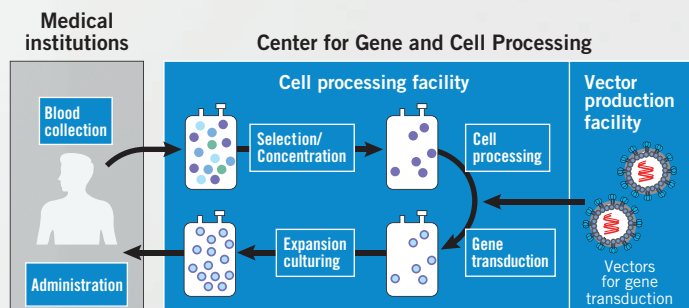 Medical
institutions
Center for Gene and Cell Processing
Cell processing facility
Vector
production
facility
Blood
collection
Selection/
Concentration
Cell
processing
Administration
Expansion
culturing
Gene
transduction
Vectors
for gene
transduction